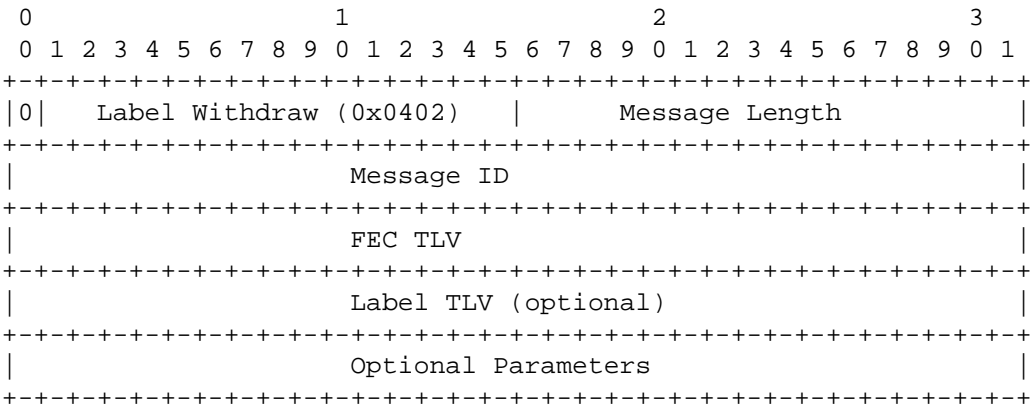 0                   1                   2                   3
 0 1 2 3 4 5 6 7 8 9 0 1 2 3 4 5 6 7 8 9 0 1 2 3 4 5 6 7 8 9 0 1
+-+-+-+-+-+-+-+-+-+-+-+-+-+-+-+-+-+-+-+-+-+-+-+-+-+-+-+-+-+-+-+-+
|0|   Label Withdraw (0x0402)   |      Message Length           |
+-+-+-+-+-+-+-+-+-+-+-+-+-+-+-+-+-+-+-+-+-+-+-+-+-+-+-+-+-+-+-+-+
|                     Message ID                                |
+-+-+-+-+-+-+-+-+-+-+-+-+-+-+-+-+-+-+-+-+-+-+-+-+-+-+-+-+-+-+-+-+
|                     FEC TLV                                   |
+-+-+-+-+-+-+-+-+-+-+-+-+-+-+-+-+-+-+-+-+-+-+-+-+-+-+-+-+-+-+-+-+
|                     Label TLV (optional)                      |
+-+-+-+-+-+-+-+-+-+-+-+-+-+-+-+-+-+-+-+-+-+-+-+-+-+-+-+-+-+-+-+-+
|                     Optional Parameters                       |
+-+-+-+-+-+-+-+-+-+-+-+-+-+-+-+-+-+-+-+-+-+-+-+-+-+-+-+-+-+-+-+-+